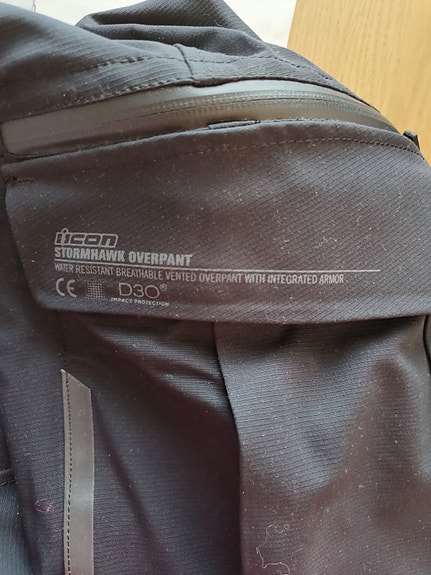 icon
STORMHAWK OVERPANT
WATER RESISTANT BREATHABLE VENTED OVERPANT WITH INTEGRATED ARMOR
CE D3O®
IMPACT PROTECTION